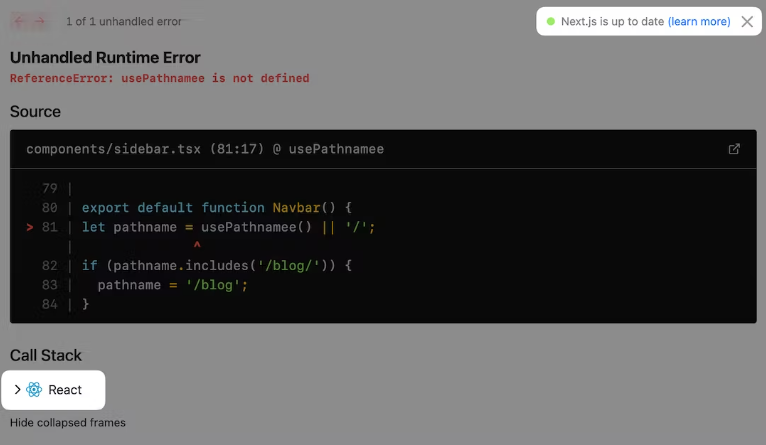 1 of 1 unhandled error
Next.js is up to date (learn more)
Unhandled Runtime Error
ReferenceError: usePathnamee is not defined
Source
components/sidebar.tsx (81:17) @ usePathnamee
79 |
80 | export default function Navbar() {
> 81 | let pathname = usePathnamee() || '/';
| ^
82 | if (pathname.includes('/blog/')) {
83 |   pathname = '/blog';
84 | }
Call Stack
React
Hide collapsed frames